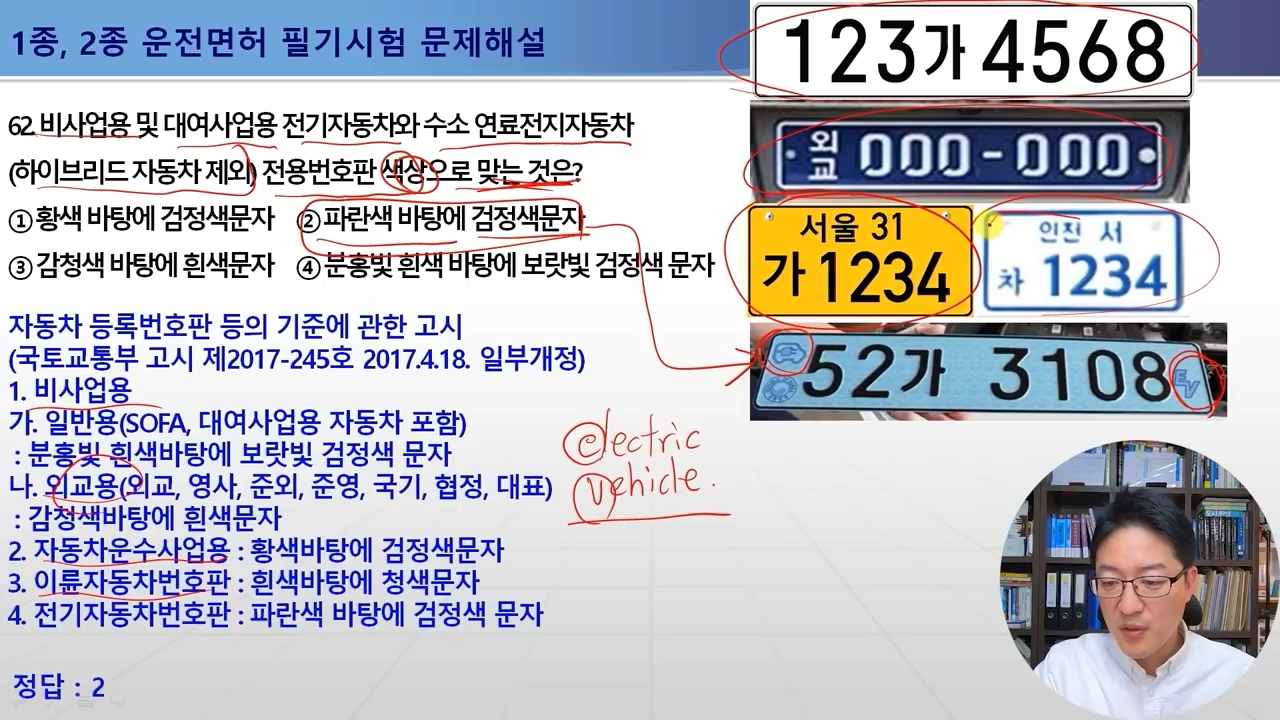 1종, 2종 운전면허 필기시험 문제해설
62. 비사업용 및 대여사업용 전기자동차와 수소 연료전지자동차
(하이브리드 자동차 제외) 전용번호판 색상으로 맞는 것은?
① 황색 바탕에 검정색문자 ② 파란색 바탕에 검정색문자
③ 감청색 바탕에 흰색문자 ④ 분홍빛 흰색 바탕에 보랏빛 검정색 문자
자동차 등록번호판 등의 기준에 관한 고시
(국토교통부 고시 제2017-245호 2017.4.18. 일부개정)
1. 비사업용
가. 일반용(SOFA, 대여사업용 자동차 포함)
: 분홍빛 흰색바탕에 보랏빛 검정색 문자
나. 외교용(외교, 영사, 준외, 준영, 국기, 협정, 대표)
: 감청색바탕에 흰색문자
2. 자동차운수사업용 : 황색바탕에 검정색문자
3. 이륜자동차번호판 : 흰색바탕에 청색문자
4. 전기자동차번호판 : 파란색 바탕에 검정색 문자
정답 : 2
electric
vehicle.
123가 4568
외교 000-000
서울 31
가 1234
인천 서
차 1234
52가 3108
EV